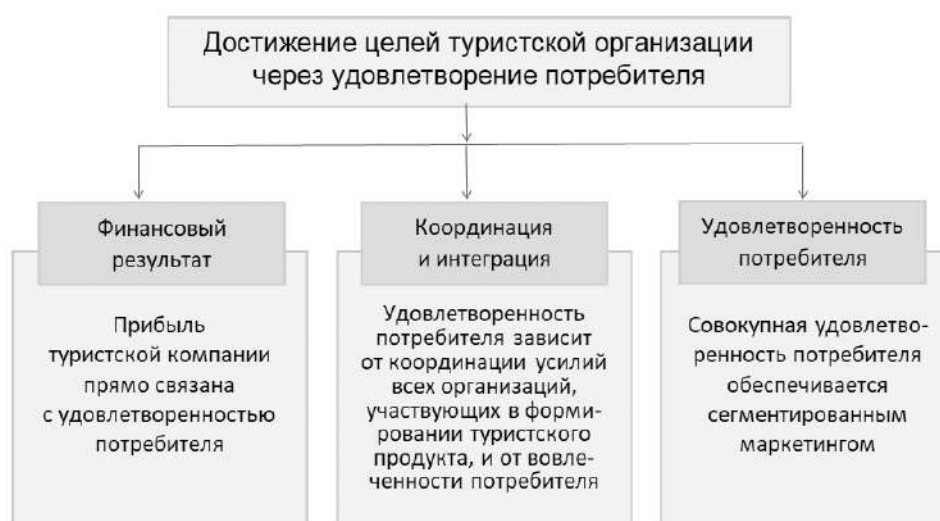 Достижение целей туристской организации
через удовлетворение потребителя
Финансовый
результат
Прибыль
туристской компании
прямо связана
с удовлетворенностью
потребителя
Координация
и интеграция
Удовлетворенность
потребителя зависит
от координации усилий
всех организаций,
участвующих в форми-
ровании туристского
продукта, и от вовле-
ченности потребителя
Удовлетворенность
потребителя
Совокупная удовлетво-
ренность потребителя
обеспечивается
сегментированным
маркетингом